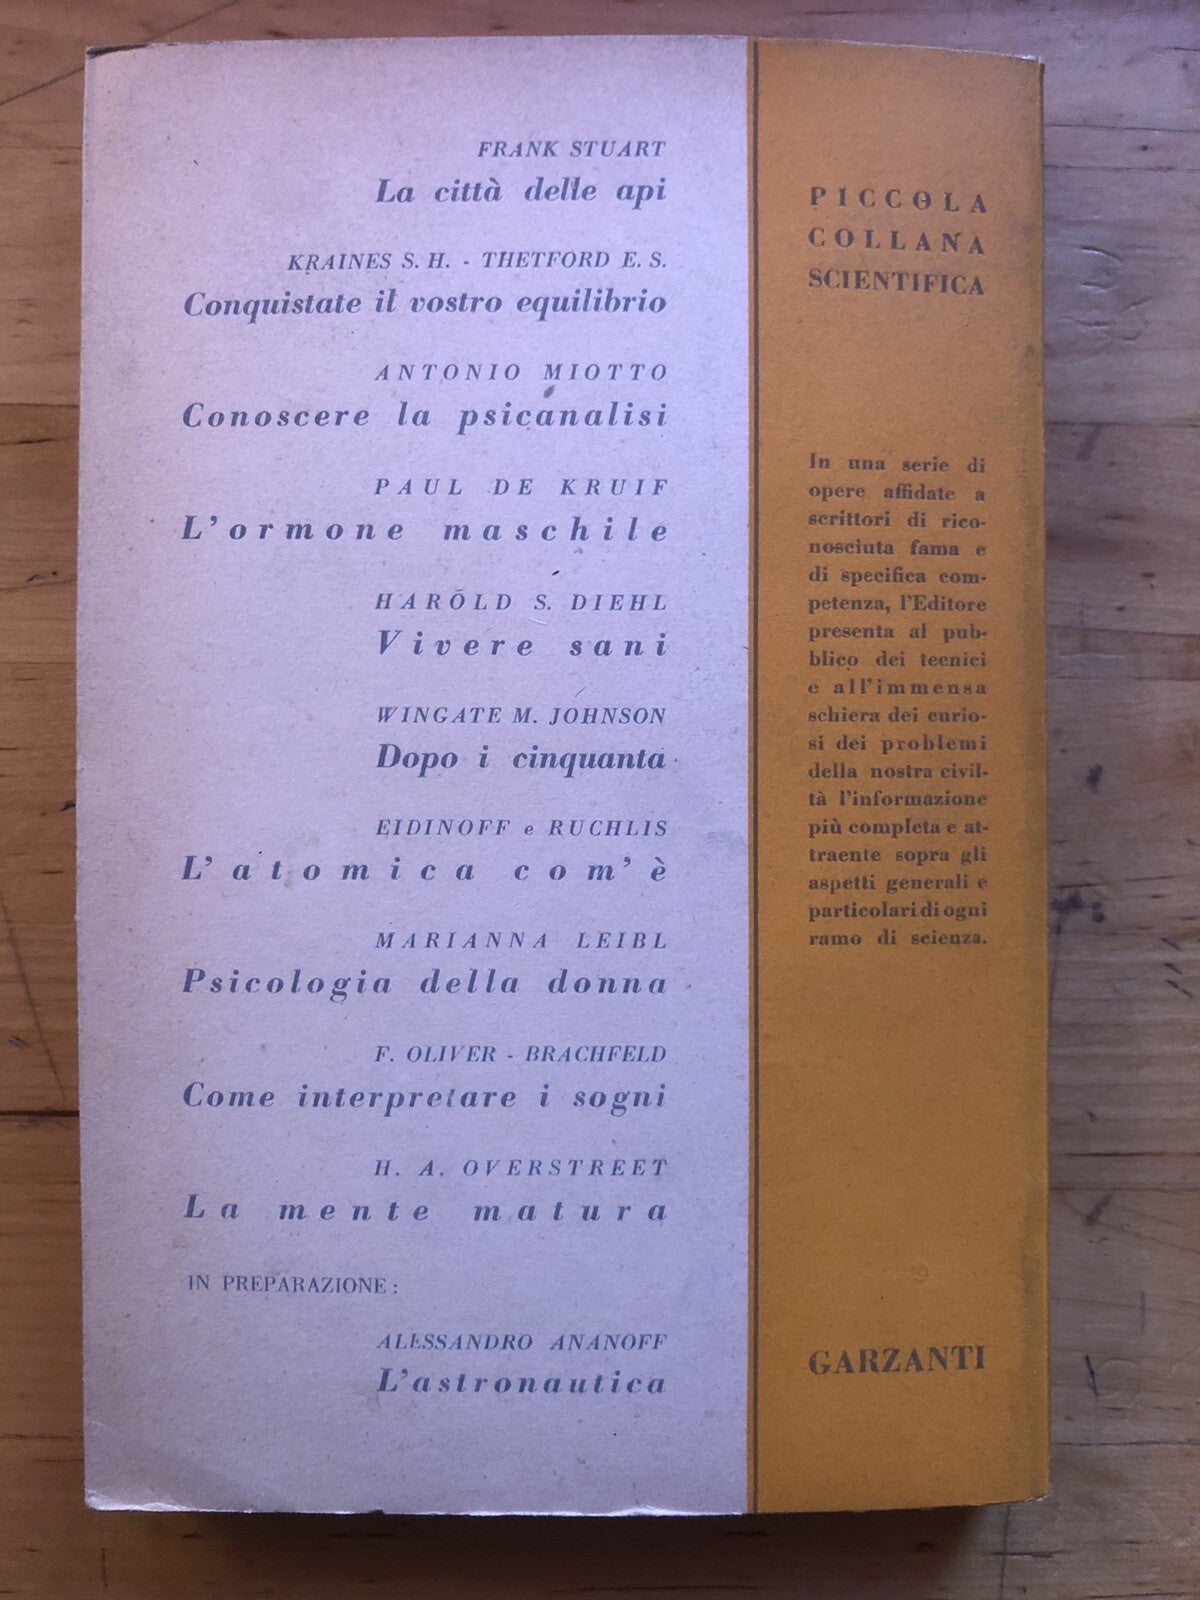 FRANK STUART
La città delle api
KRAINES S. H. - THETFORD E. S.
Conquistate il vostro equilibrio
ANTONIO MIOTTO
Conoscere la psicanalisi
PAUL DE KRUIF
L'ormone maschile
HAROLD S. DIEHL
Vivere sani
WINGATE M. JOHNSON
Dopo i cinquanta
EIDINOFF e RUCHLIS
L'atomica com'è
MARIANNA LEIBL
Psicologia della donna
F. OLIVER - BRACHFELD
Come interpretare i sogni
H. A. OVERSTREET
La mente matura
IN PREPARAZIONE:
ALESSANDRO ANANOFF
L'astronautica
PICCOLA
COLLANA
SCIENTIFICA
In una serie di
opere affidate a
scrittori di rico-
nosciuta fama e
di specifica com-
petenza, l'Editore
presenta al pub-
blico dei tecnici
e all'immensa
schiera dei curio-
si dei problemi
della nostra civil-
tà l'informazione
più completa e at-
traente sopra gli
aspetti generali e
particolari di ogni
ramo di scienza.
GARZANTI